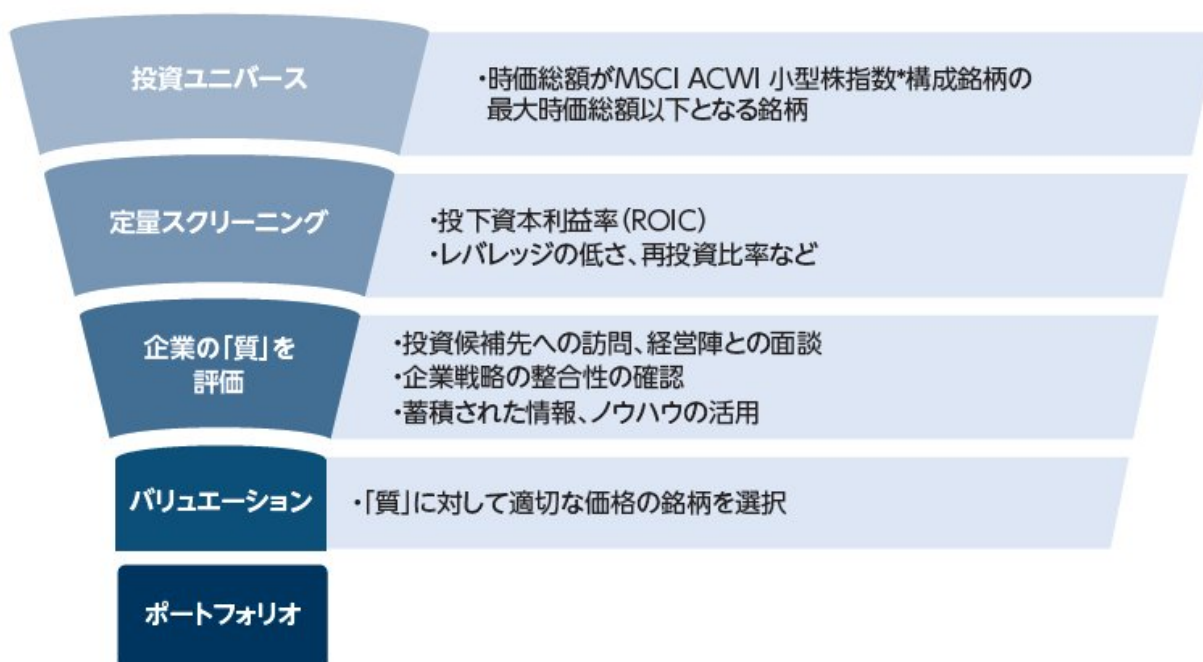 投資ユニバース
・時価総額がMSCI ACWI 小型株指数*構成銘柄の
最大時価総額以下となる銘柄
定量スクリーニング
・投下資本利益率(ROIC)
・レバレッジの低さ、再投資比率など
企業の「質」を
評価
・投資候補先への訪問、経営陣との面談
・企業戦略の整合性の確認
・蓄積された情報、ノウハウの活用
バリュエーション
・「質」に対して適切な価格の銘柄を選択
ポートフォリオ